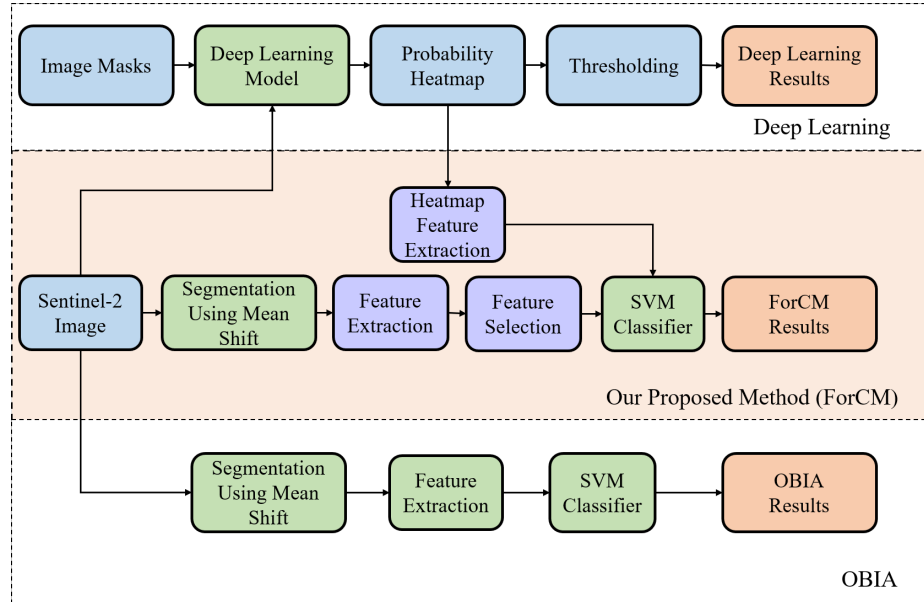 Image Masks
Deep Learning
Model
Probability
Heatmap
Thresholding
Deep Learning
Results
Deep Learning
Heatmap
Feature
Extraction
Sentinel-2
Image
Segmentation
Using Mean
Shift
Feature
Extraction
Feature
Selection
SVM
Classifier
ForCM
Results
Our Proposed Method (ForCM)
Segmentation
Using Mean
Shift
Feature
Extraction
SVM
Classifier
OBIA
Results
OBIA